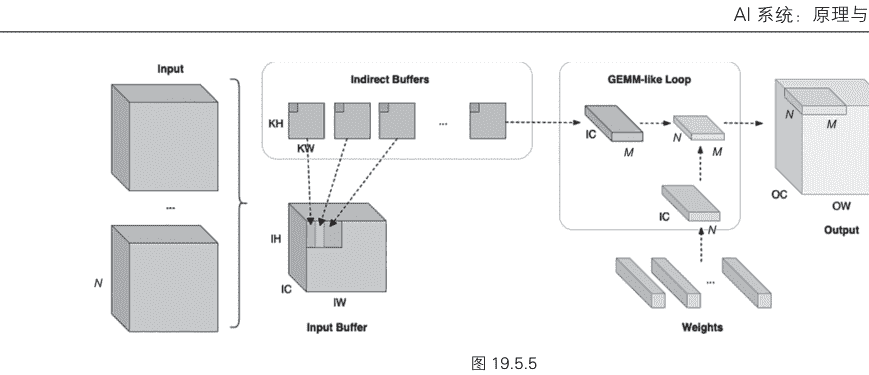 AI 系统：原理与
Input
Indirect Buffers
GEMM-like Loop
KH
...
KW
IC
M
N
M
N
M
...
IH
IC
N
OC
OW
Output
N
IC
IW
...
Input Buffer
Weights
图 19.5.5